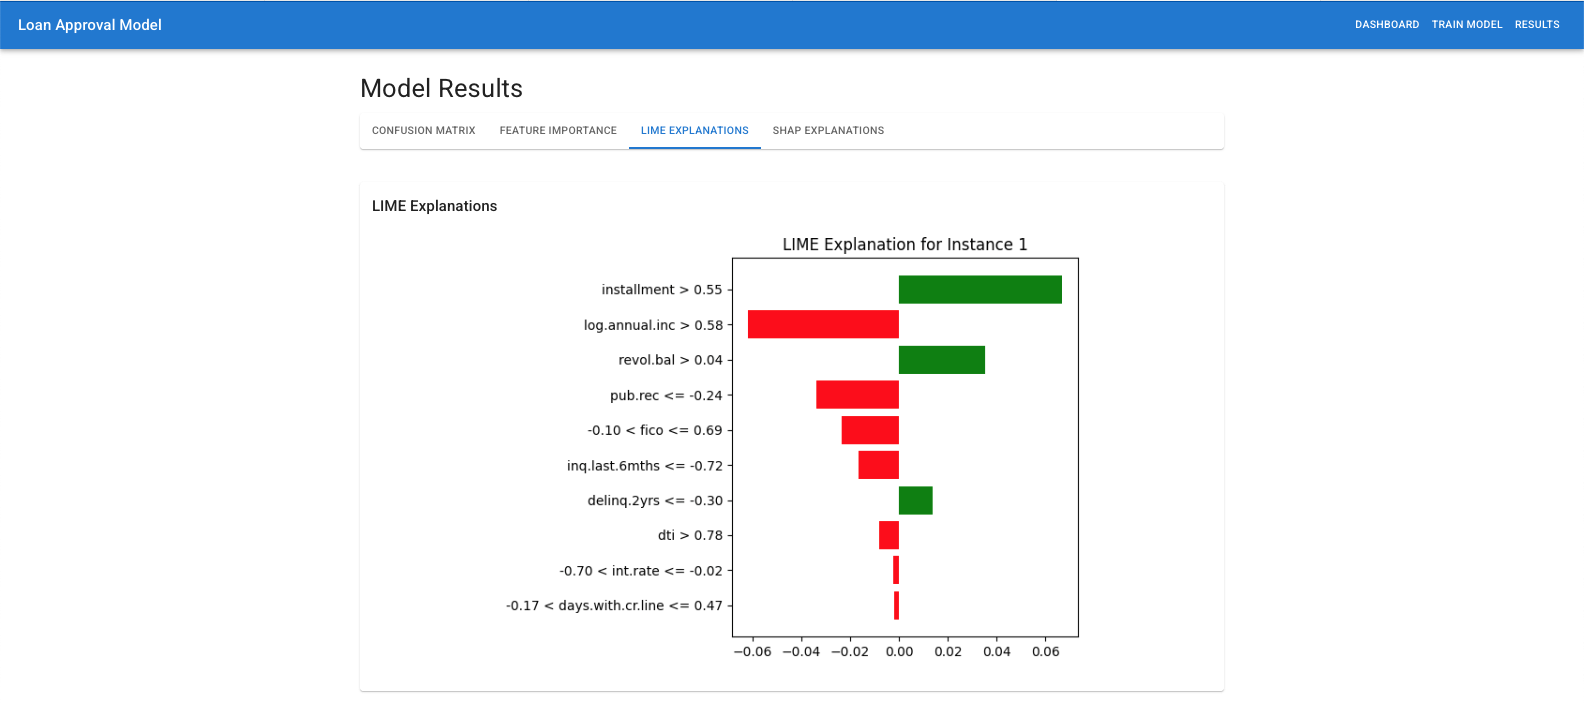 Loan Approval Model
DASHBOARD TRAIN MODEL RESULTS
Model Results
CONFUSION MATRIX FEATURE IMPORTANCE LIME EXPLANATIONS SHAP EXPLANATIONS
LIME Explanations
LIME Explanation for Instance 1
installment > 0.55
log.annual.inc > 0.58
revol.bal > 0.04
pub.rec <= -0.24
-0.10 < fico <= 0.69
inq.last.6mths <= -0.72
delinq.2yrs <= -0.30
dti > 0.78
-0.70 < int.rate <= -0.02
-0.17 < days.with.cr.line <= 0.47
−0.06 −0.04 −0.02 0.00 0.02 0.04 0.06